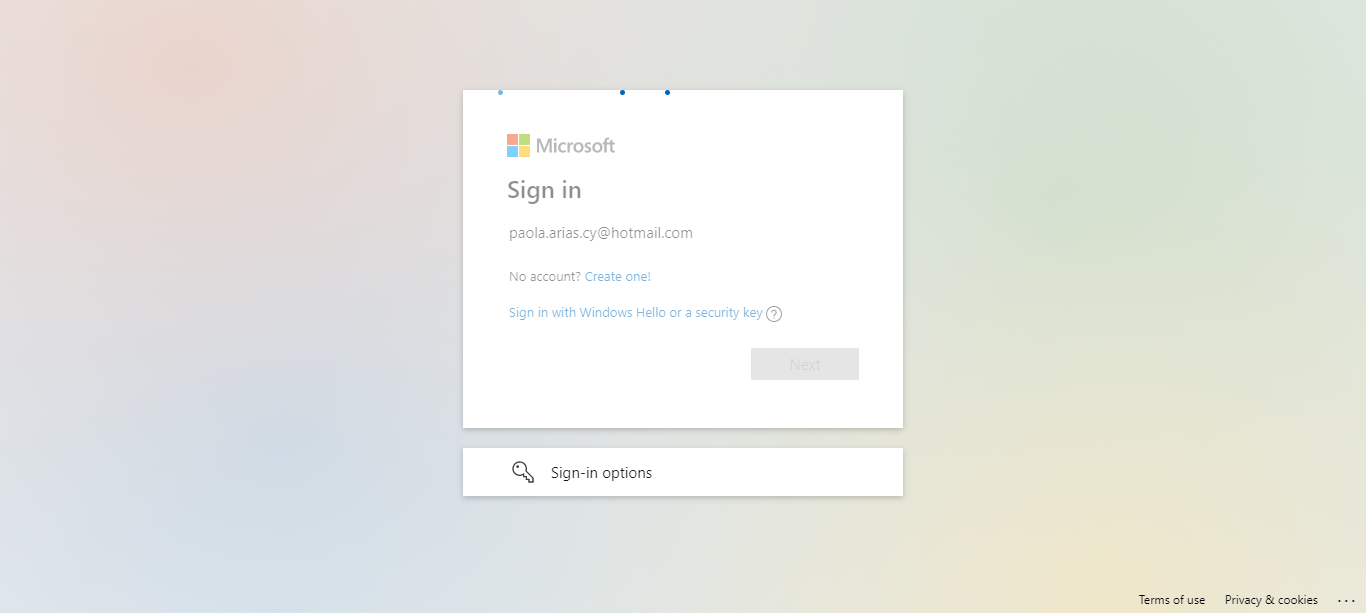 Microsoft
Sign in
paola.arias.cy@hotmail.com
No account? Create one!
Sign in with Windows Hello or a security key ?
Next
Sign-in options
Terms of use Privacy & cookies ...